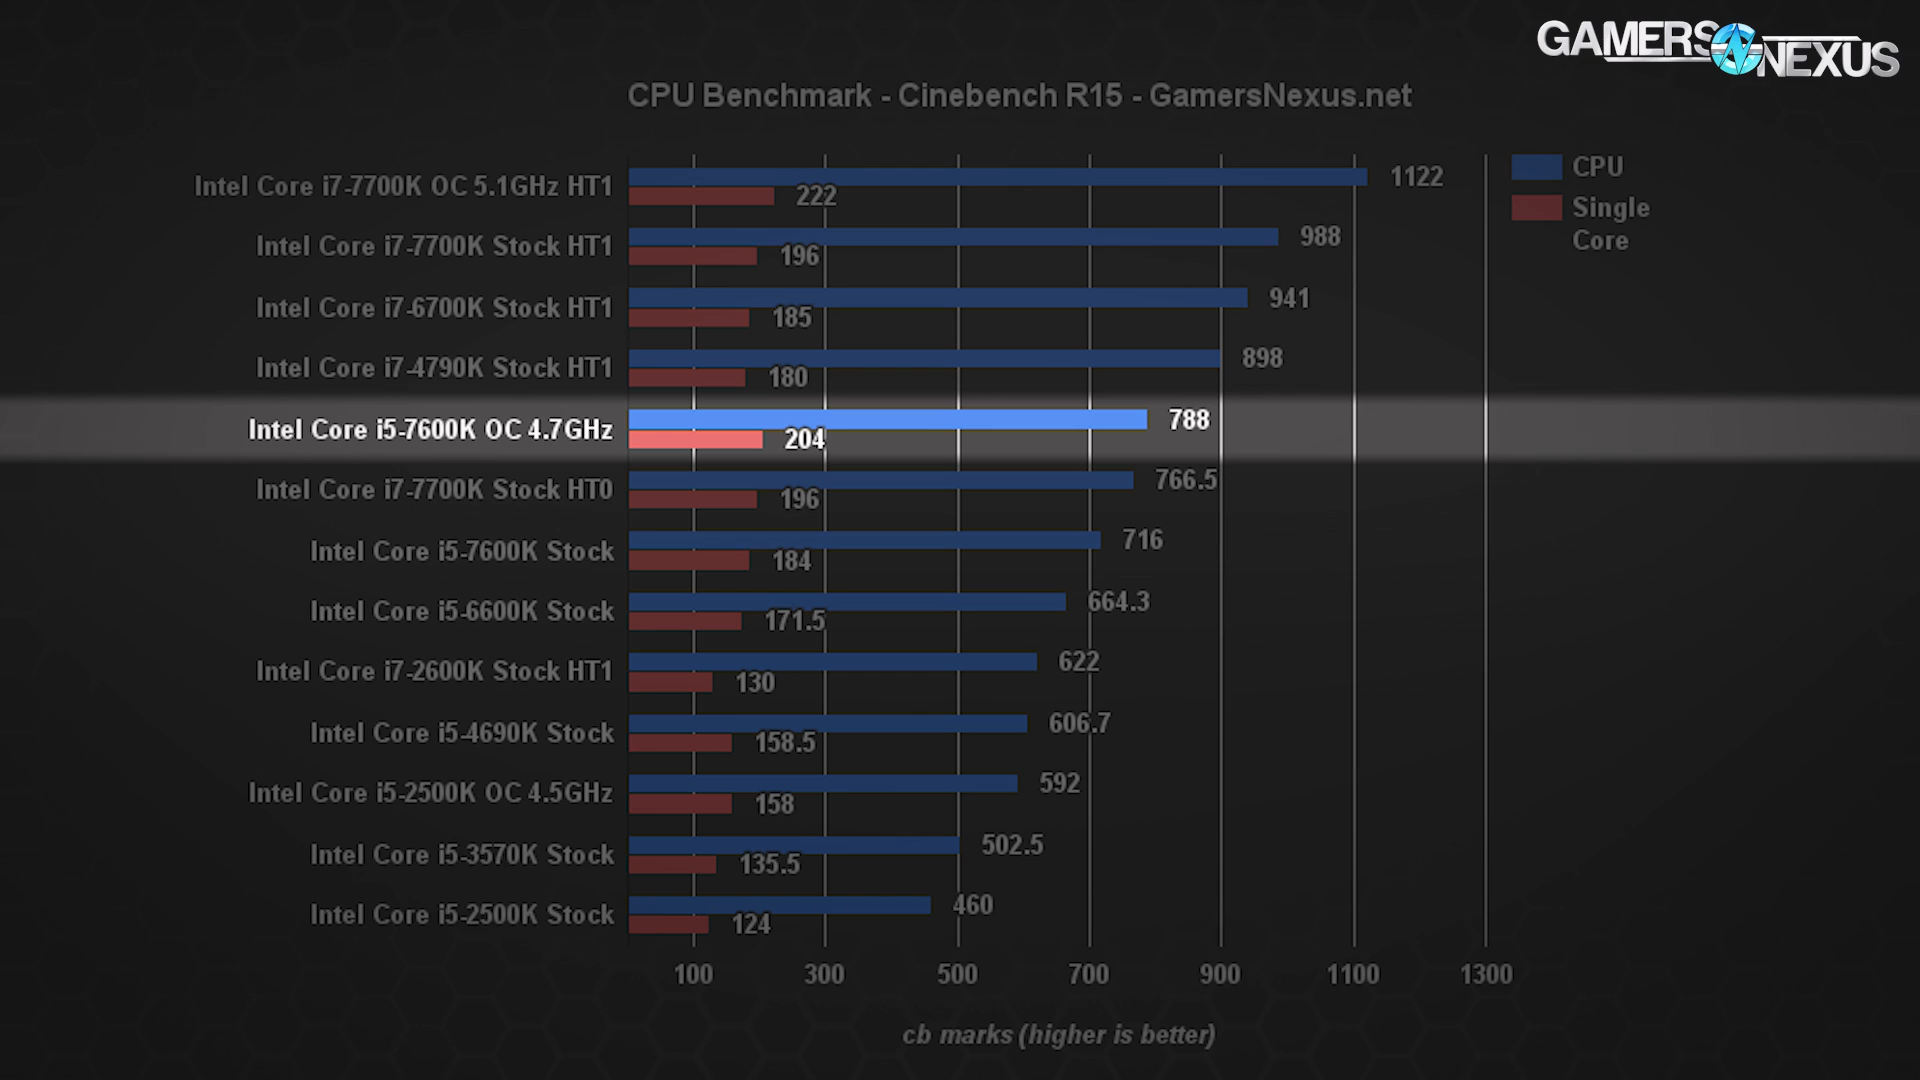 GAMERS NEXUS
CPU Benchmark - Cinebench R15 - GamersNexus.net
CPU
Single
Core
Intel Core i7-7700K OC 5.1GHz HT1
1122
222
Intel Core i7-7700K Stock HT1
988
196
Intel Core i7-6700K Stock HT1
941
185
Intel Core i7-4790K Stock HT1
898
180
Intel Core i5-7600K OC 4.7GHz
788
204
Intel Core i7-7700K Stock HT0
766.5
196
Intel Core i5-7600K Stock
716
184
Intel Core i5-6600K Stock
664.3
171.5
Intel Core i7-2600K Stock HT1
622
130
Intel Core i5-4690K Stock
606.7
158.5
Intel Core i5-2500K OC 4.5GHz
592
158
Intel Core i5-3570K Stock
502.5
135.5
Intel Core i5-2500K Stock
460
124
100 300 500 700 900 1100 1300
cb marks (higher is better)